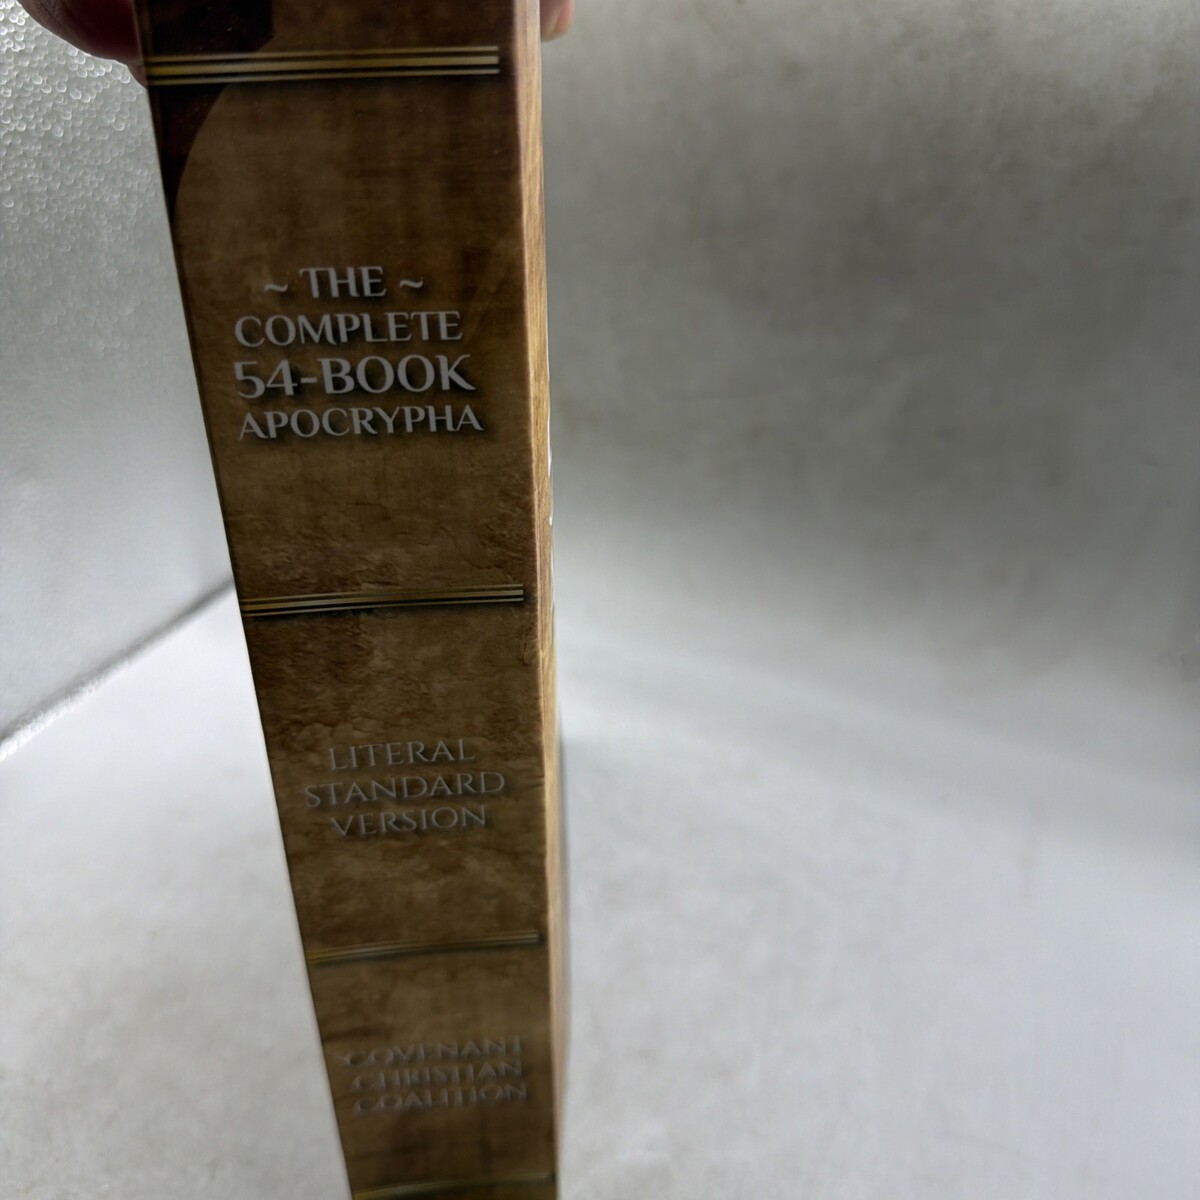 ~ THE ~
COMPLETE
54-BOOK
APOCRYPHA
LITERAL
STANDARD
VERSION
COVENANT
CHRISTIAN
COALITION